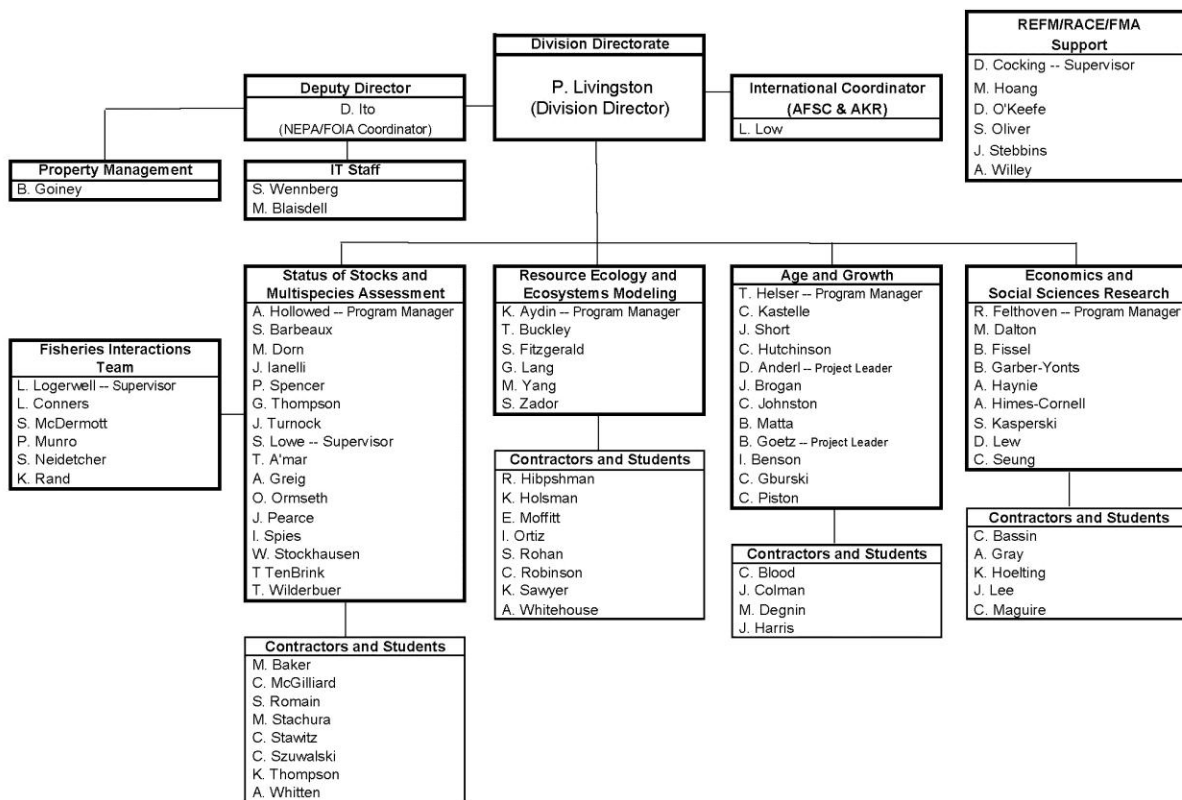 Division Directorate
P. Livingston
(Division Director)
Deputy Director
D. Ito
(NEPA/FOIA Coordinator)
International Coordinator
(AFSC & AKR)
L. Low
REFM/RACE/FMA
Support
D. Cocking -- Supervisor
M. Hoang
D. O'Keefe
S. Oliver
J. Stebbins
A. Willey
Property Management
B. Goiney
IT Staff
S. Wennberg
M. Blaisdell
Fisheries Interactions
Team
L. Logerwell -- Supervisor
L. Conners
S. McDermott
P. Munro
S. Neidetcher
K. Rand
Status of Stocks and
Multispecies Assessment
A. Hollowed -- Program Manager
S. Barbeaux
M. Dorn
J. Ianelli
P. Spencer
G. Thompson
J. Turnock
S. Lowe -- Supervisor
T. A'mar
A. Greig
O. Ormseth
J. Pearce
I. Spies
W. Stockhausen
T TenBrink
T. Wilderbuer
Contractors and Students
M. Baker
C. McGilliard
S. Romain
M. Stachura
C. Stawitz
C. Szuwalski
K. Thompson
A. Whitten
Resource Ecology and
Ecosystems Modeling
K. Aydin -- Program Manager
T. Buckley
S. Fitzgerald
G. Lang
M. Yang
S. Zador
Contractors and Students
R. Hibpshman
K. Holsman
E. Moffitt
I. Ortiz
S. Rohan
C. Robinson
K. Sawyer
A. Whitehouse
Age and Growth
T. Helser -- Program Manager
C. Kastelle
J. Short
C. Hutchinson
D. Anderl -- Project Leader
J. Brogan
C. Johnston
B. Matta
B. Goetz -- Project Leader
I. Benson
C. Gburski
C. Piston
Contractors and Students
C. Blood
J. Colman
M. Degnin
J. Harris
Economics and
Social Sciences Research
R. Felthoven -- Program Manager
M. Dalton
B. Fissel
B. Garber-Yonts
A. Haynie
A. Himes-Cornell
S. Kasperski
D. Lew
C. Seung
Contractors and Students
C. Bassin
A. Gray
K. Hoelting
J. Lee
C. Maguire